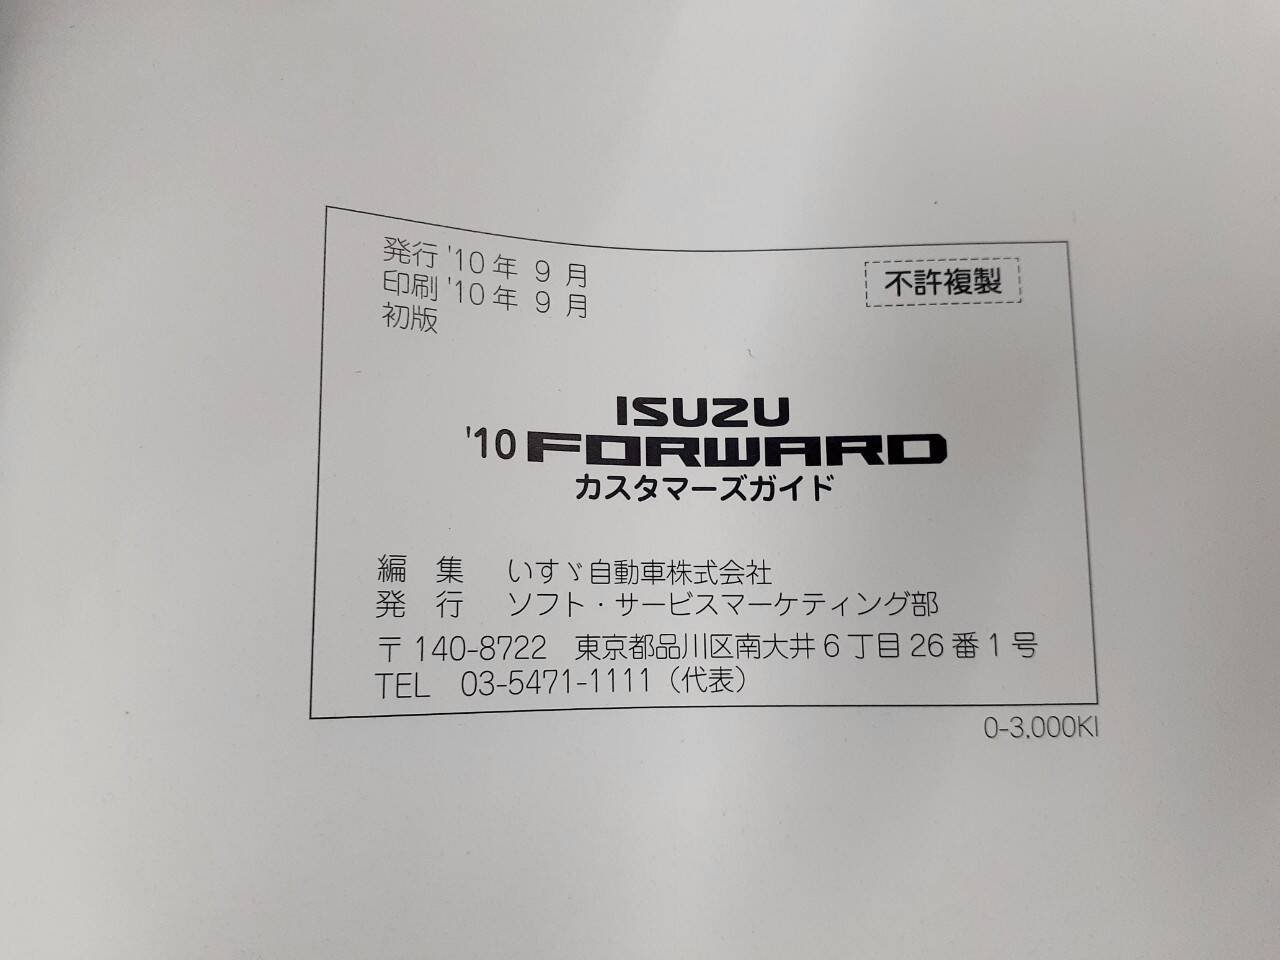 発行 '10年 9 月
印刷 '10年 9 月
初版
不許複製
ISUZU
'10 FORWARD
カスタマーズガイド
編 集 いすゞ自動車株式会社
発 行 ソフト・サービスマーケティング部
〒140-8722 東京都品川区南大井6丁目26番1号
TEL 03-5471-1111（代表）
0-3,000KI